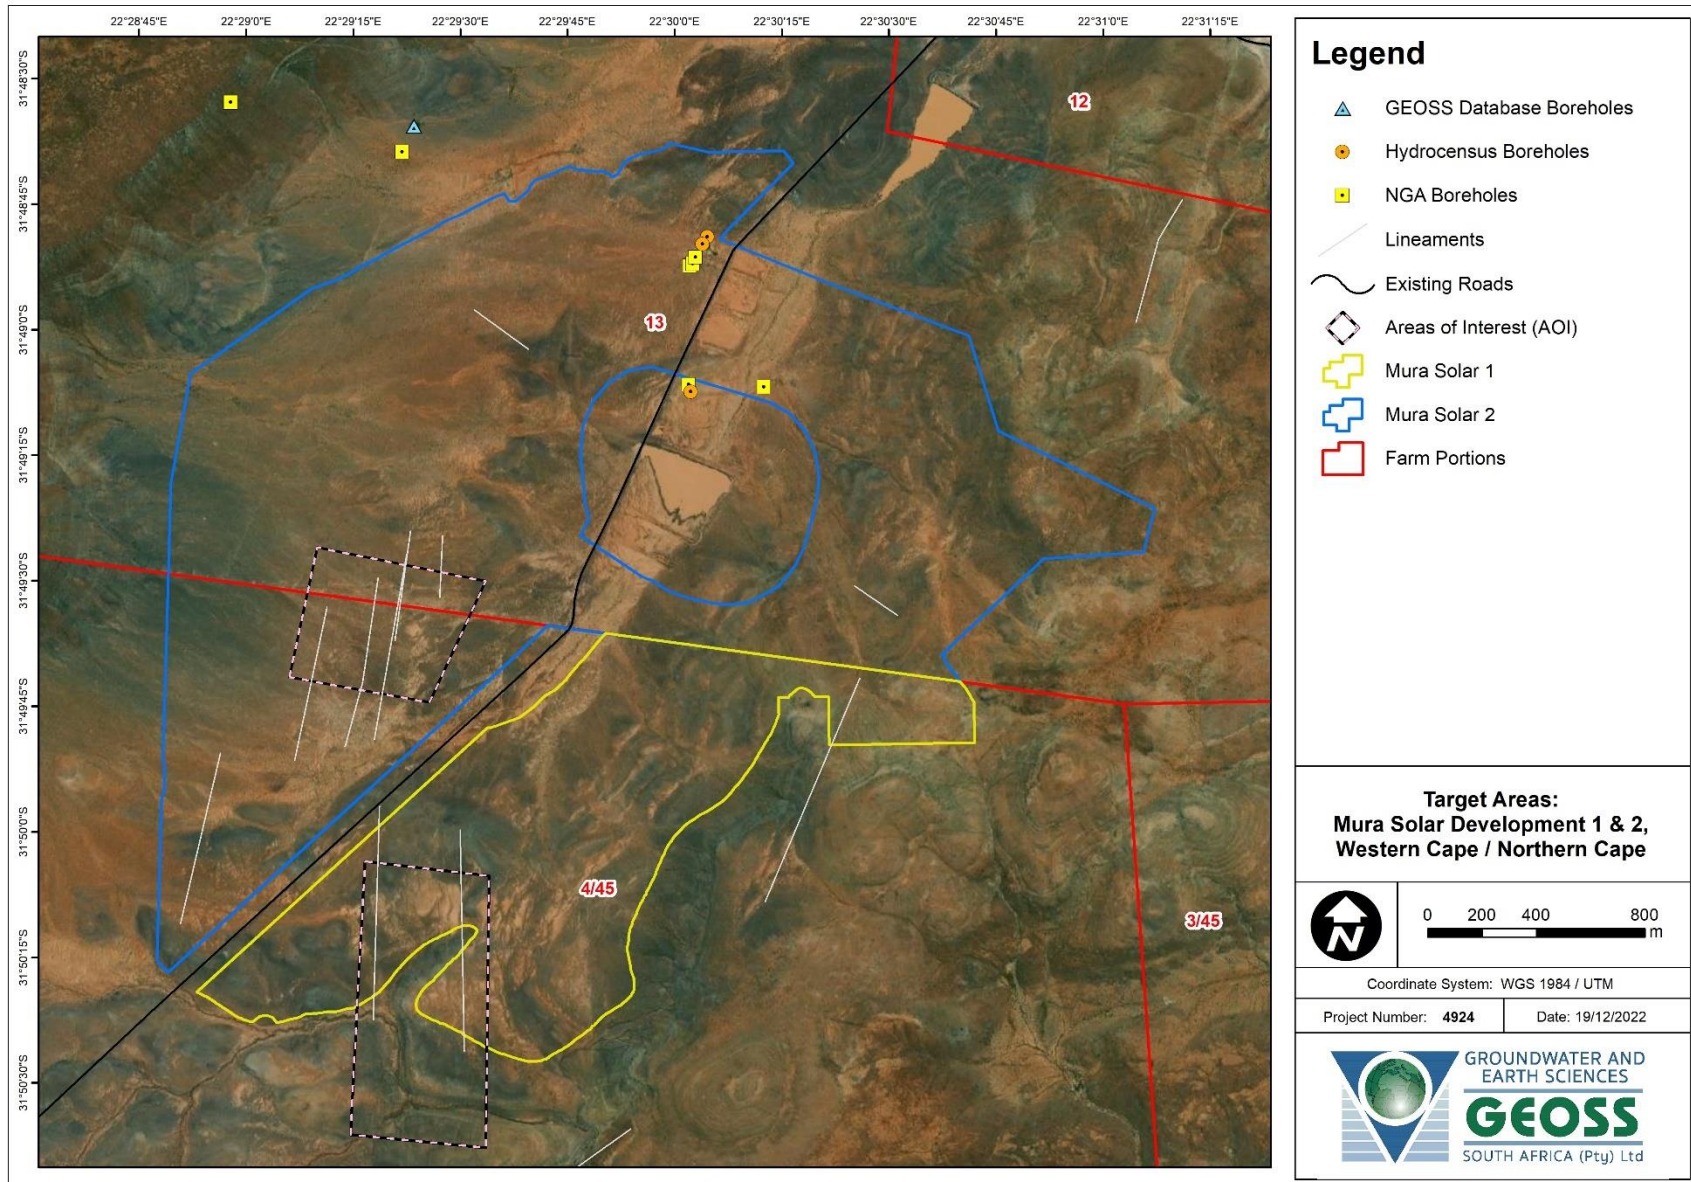 22°28'45"E
22°29'0"E
22°29'15"E
22°29'30"E
22°29'45"E
22°30'0"E
22°30'15"E
22°30'30"E
22°30'45"E
22°31'0"E
22°31'15"E
31°48'30"S
31°48'45"S
31°49'0"S
31°49'15"S
31°49'30"S
31°49'45"S
31°50'0"S
31°50'15"S
31°50'30"S
12
13
4/45
3/45
Legend
GEOSS Database Boreholes
Hydrocensus Boreholes
NGA Boreholes
Lineaments
Existing Roads
Areas of Interest (AOI)
Mura Solar 1
Mura Solar 2
Farm Portions
Target Areas:
Mura Solar Development 1 & 2,
Western Cape / Northern Cape
N
0 200 400 800
m
Coordinate System: WGS 1984 / UTM
Project Number: 4924
Date: 19/12/2022
GROUNDWATER AND
EARTH SCIENCES
GEOSS
SOUTH AFRICA (Pty) Ltd